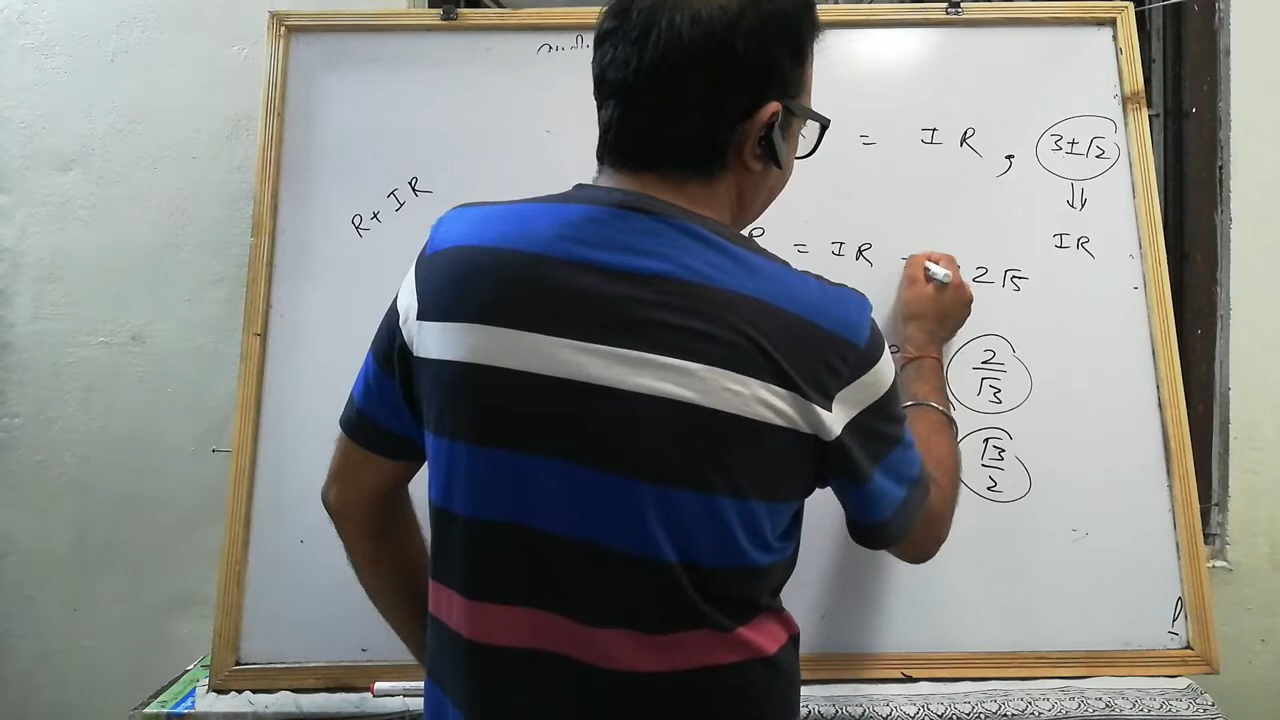 = IR, 3±√2
⇓
R + IR
IR
= IR
2√5
2/√3
√3/2